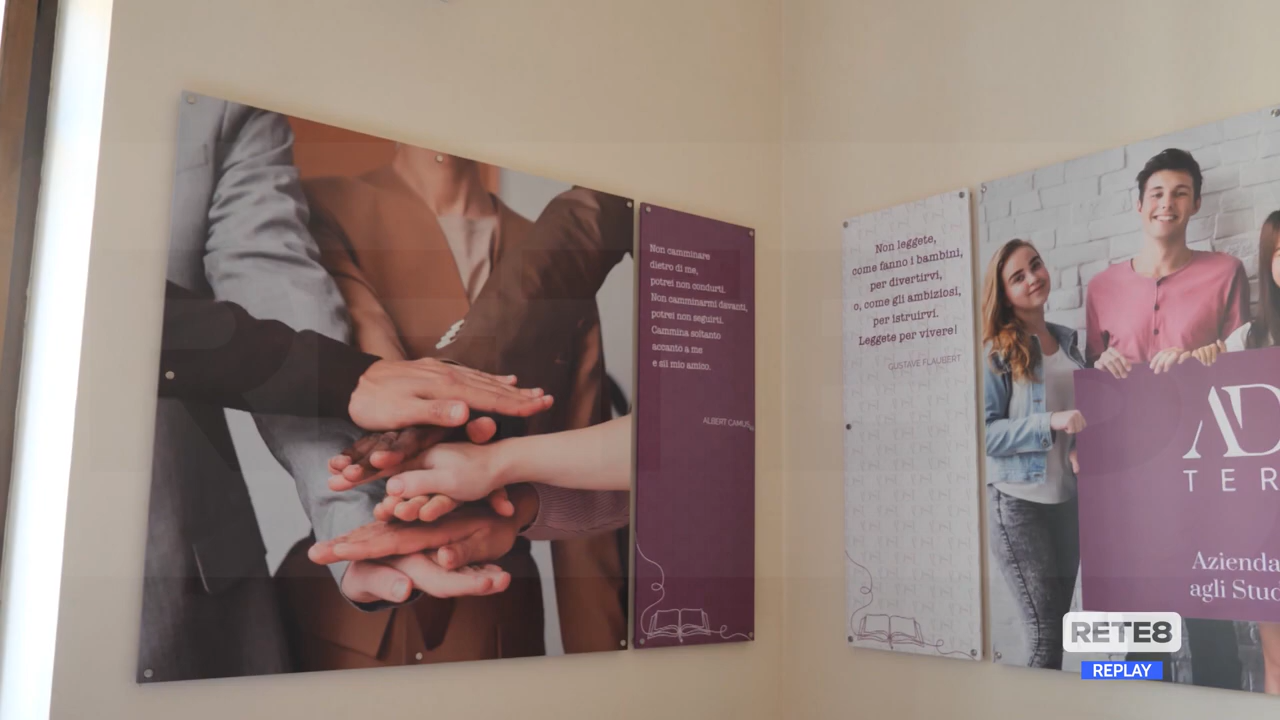 Non camminare
dietro di me,
potrei non condurti.
Non camminarmi davanti,
potrei non seguirti.
Cammina soltanto
accanto a me
e sii mio amico.
ALBERT CAMUS
Non leggete,
come fanno i bambini,
per divertirvi,
o, come gli ambiziosi,
per istruirvi.
Leggete per vivere!
GUSTAVE FLAUBERT
AD
TER
Azienda
agli Stud
RETE8
REPLAY